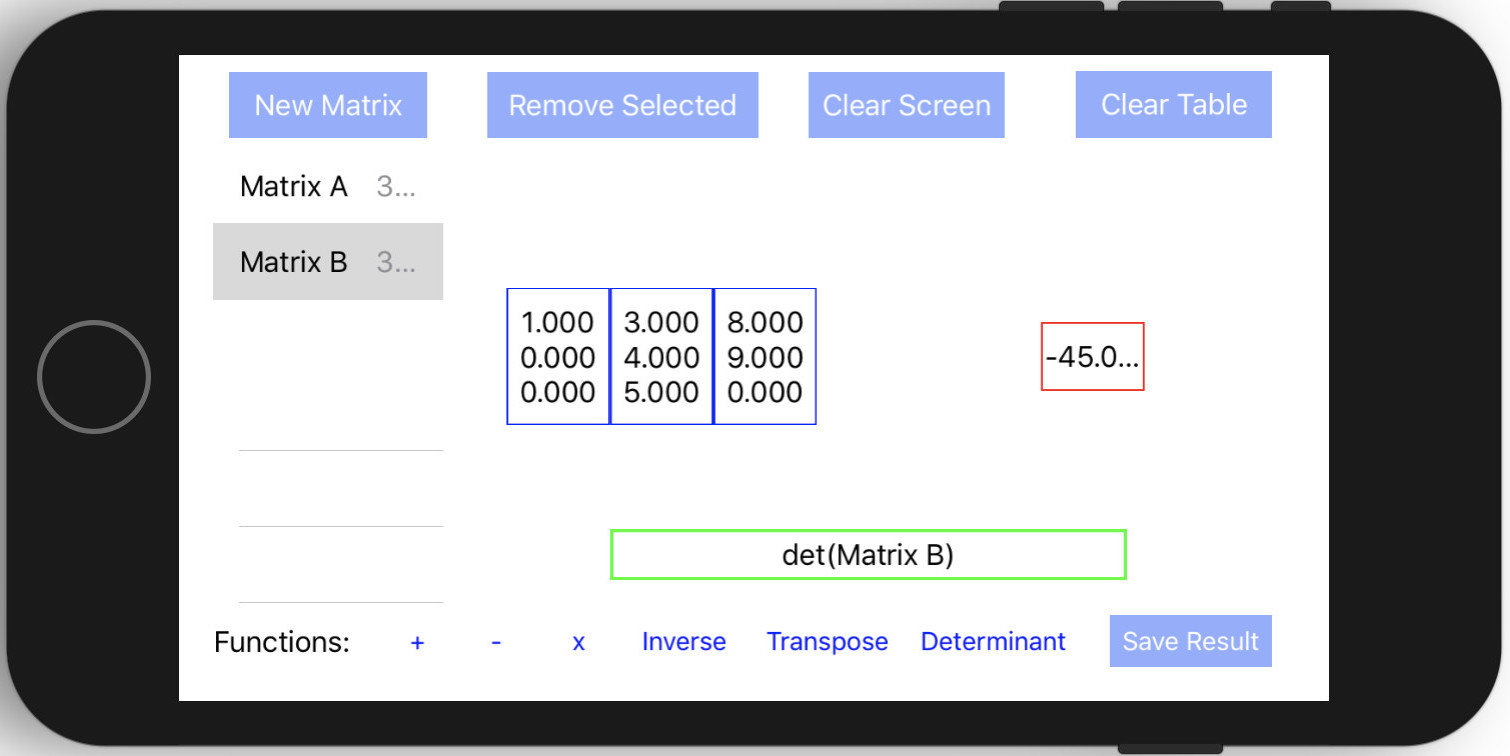 New Matrix Remove Selected Clear Screen Clear Table
Matrix A 3...
Matrix B 3...
1.000 3.000 8.000
0.000 4.000 9.000
0.000 5.000 0.000
-45.0...
det(Matrix B)
Functions: + - x Inverse Transpose Determinant Save Result